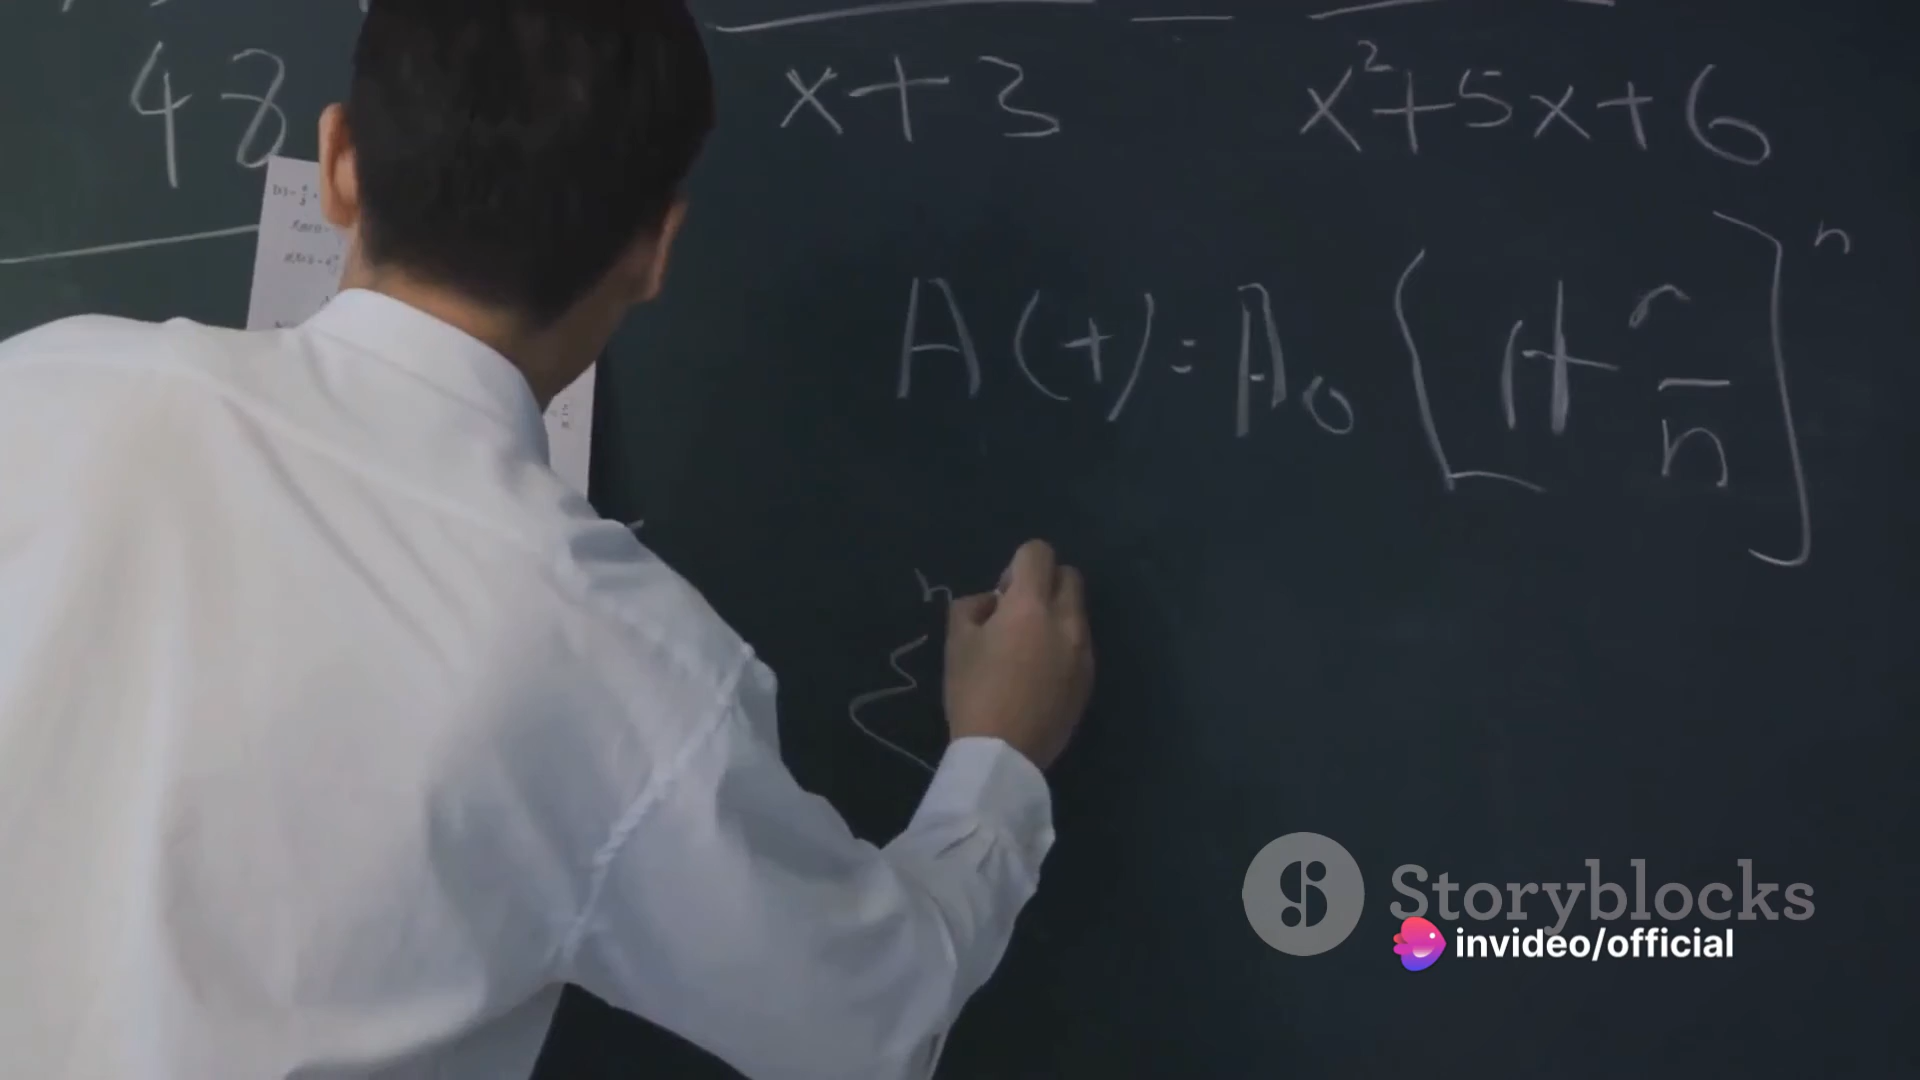 48 x+3 x²+5x+6
A(t)=A₀[1+r/n]ⁿ
n
Σ
Storyblocks
invideo/official